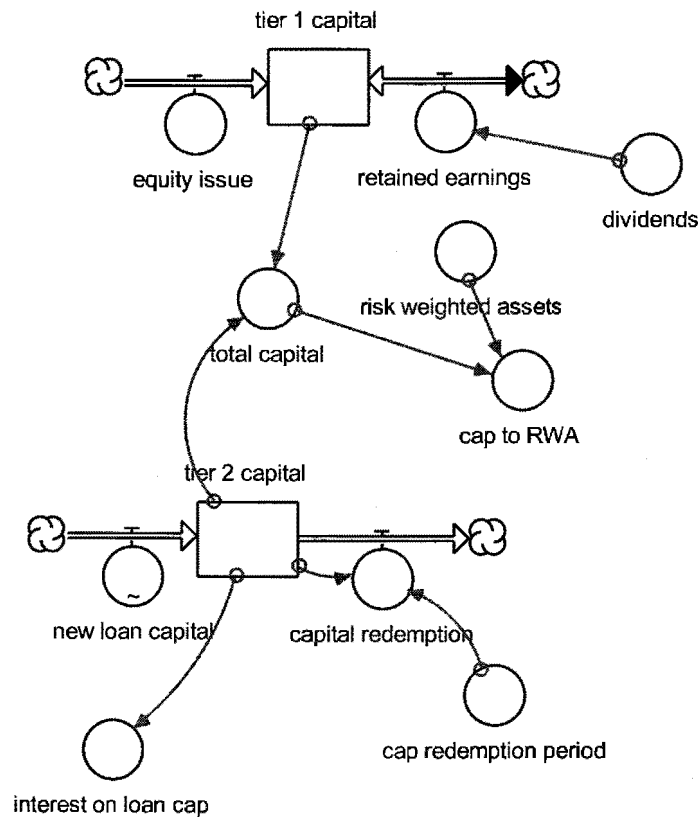 tier 1 capital
equity issue
retained earnings
dividends
risk weighted assets
total capital
cap to RWA
tier 2 capital
~
new loan capital
capital redemption
cap redemption period
interest on loan cap